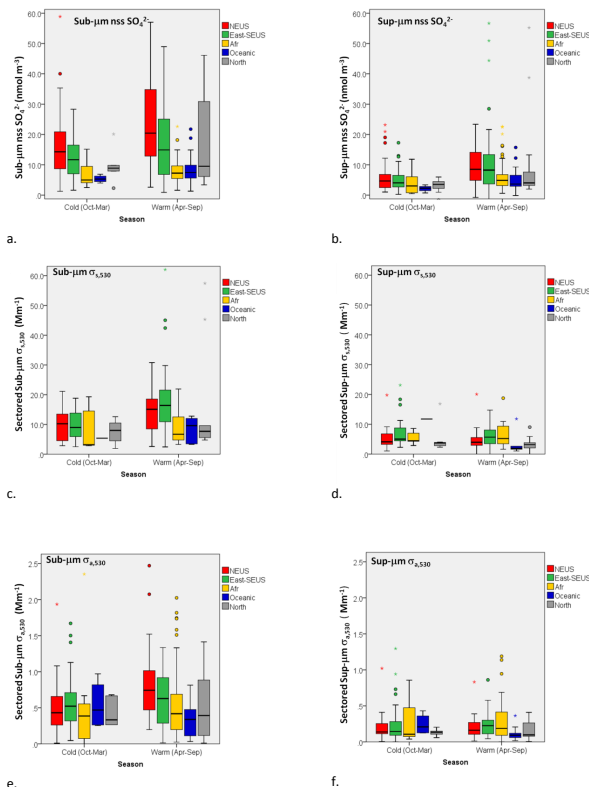 Sub-μm nss SO₄²⁻
60.0
50.0
40.0
30.0
20.0
10.0
.0
Sub-μm nss SO₄²⁻ (nmol m⁻³)
Cold (Oct-Mar)
Warm (Apr-Sep)
Season
NEUS
East-SEUS
Afr
Oceanic
North
a.
Sup-μm nss SO₄²⁻
60.0
50.0
40.0
30.0
20.0
10.0
.0
Sup-μm nss SO₄²⁻ (nmol m⁻³)
Cold (Oct-Mar)
Warm (Apr-Sep)
Season
NEUS
East-SEUS
Afr
Oceanic
North
b.
Sub-μm σs,530
60.0
50.0
40.0
30.0
20.0
10.0
.0
Sectored Sub-μm σs,530 (Mm⁻¹)
Cold (Oct-Mar)
Warm (Apr-Sep)
Season
NEUS
East-SEUS
Afr
Oceanic
North
c.
Sup-μm σs,530
60.0
50.0
40.0
30.0
20.0
10.0
.0
Sectored Sup-μm σs,530 ( Mm⁻¹)
Cold (Oct-Mar)
Warm (Apr-Sep)
Season
NEUS
East-SEUS
Afr
Oceanic
North
d.
Sub-μm σa,530
2.5
2.0
1.5
1.0
.5
.0
Sectored Sub-μm σa,530 (Mm⁻¹)
Cold (Oct-Mar)
Warm (Apr-Sep)
Season
NEUS
East-SEUS
Afr
Oceanic
North
e.
Sup-μm σa,530
2.5
2.0
1.5
1.0
.5
.0
Sectored Sup-μm σa,530 ( Mm⁻¹)
Cold (Oct-Mar)
Warm (Apr-Sep)
Season
NEUS
East-SEUS
Afr
Oceanic
North
f.